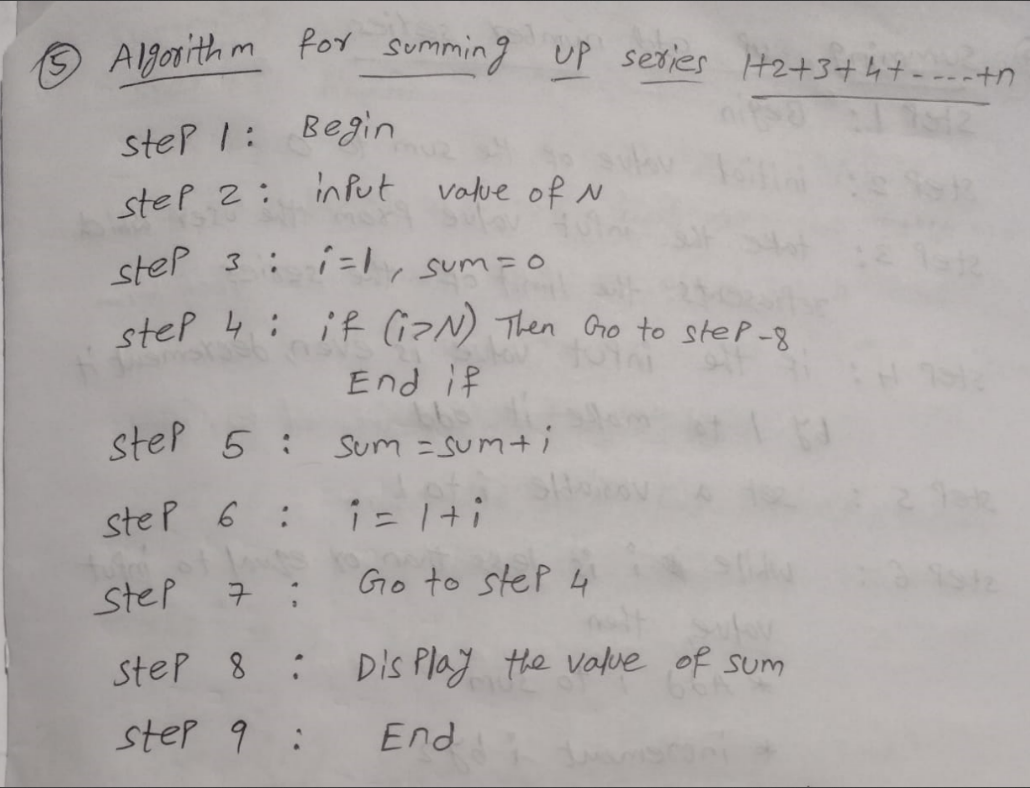 ⑤ Algorithm for summing up series 1+2+3+4+-----+n
step 1: Begin
step 2: input value of N
step 3: i=1, sum=0
step 4: if (i>N) Then Go to step-8
End if
step 5: sum = sum+i
step 6: i = 1+i
step 7: Go to step 4
step 8: Display the value of sum
step 9: End